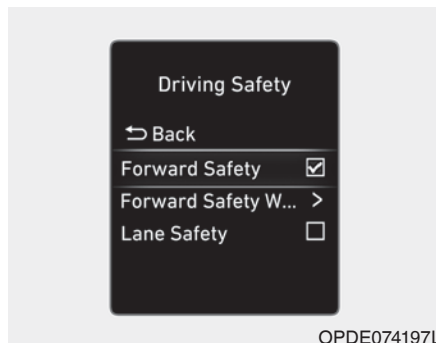 Driving Safety
Back
Forward Safety
Forward Safety W... >
Lane Safety
OPDE074197L